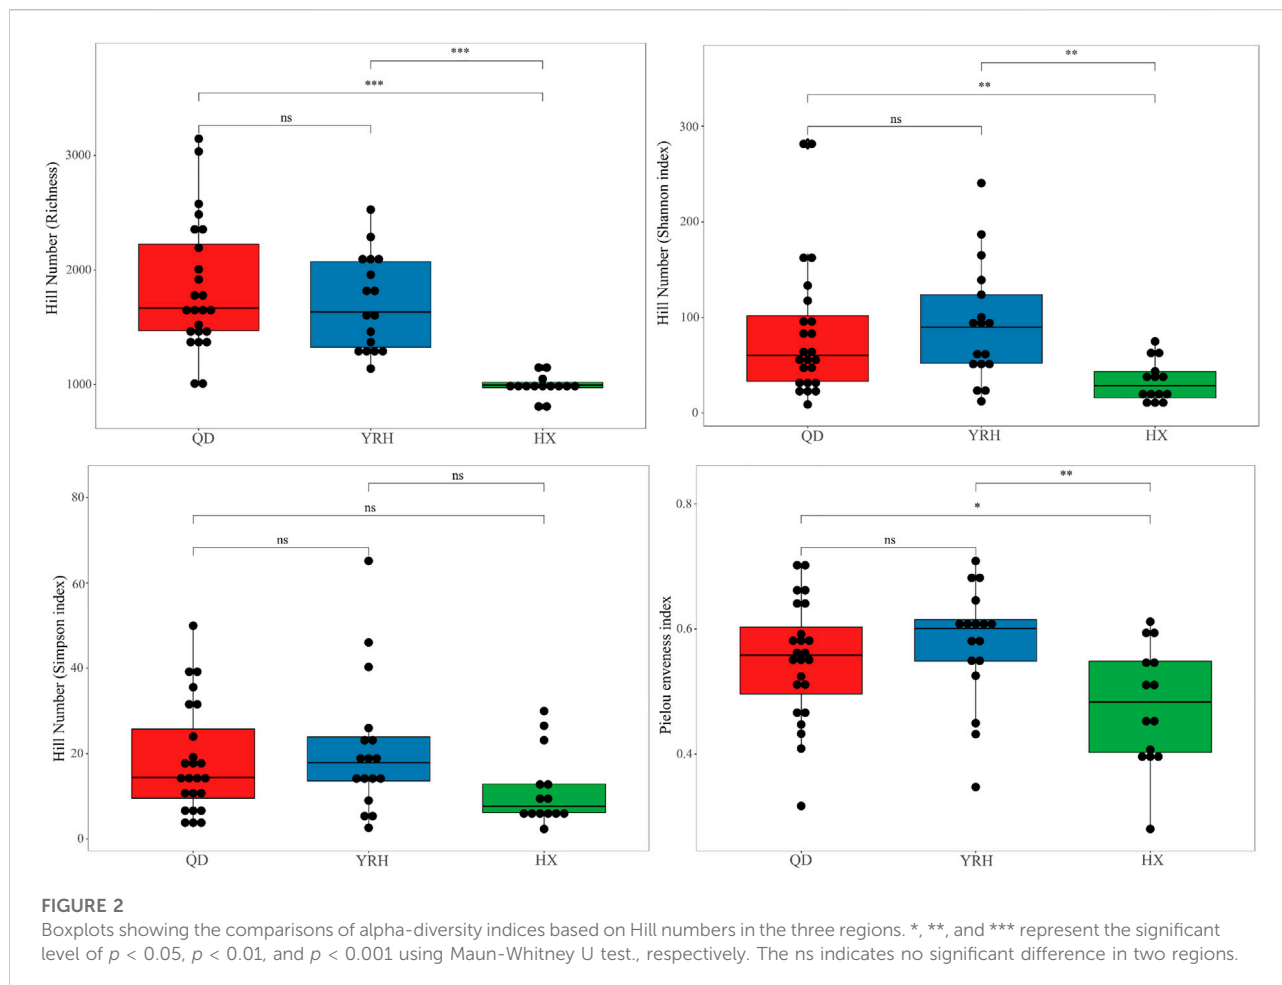 ***
***
ns
Hill Number (Richness)
3000
2000
1000
QD
YRH
HX
**
**
ns
Hill Number (Shannon index)
300
200
100
0
QD
YRH
HX
ns
ns
ns
Hill Number (Simpson index)
80
60
40
20
0
QD
YRH
HX
**
*
ns
Pielou enveness index
0.8
0.6
0.4
QD
YRH
HX
FIGURE 2
Boxplots showing the comparisons of alpha-diversity indices based on Hill numbers in the three regions. *, **, and *** represent the significant
level of p < 0.05, p < 0.01, and p < 0.001 using Maun-Whitney U test., respectively. The ns indicates no significant difference in two regions.